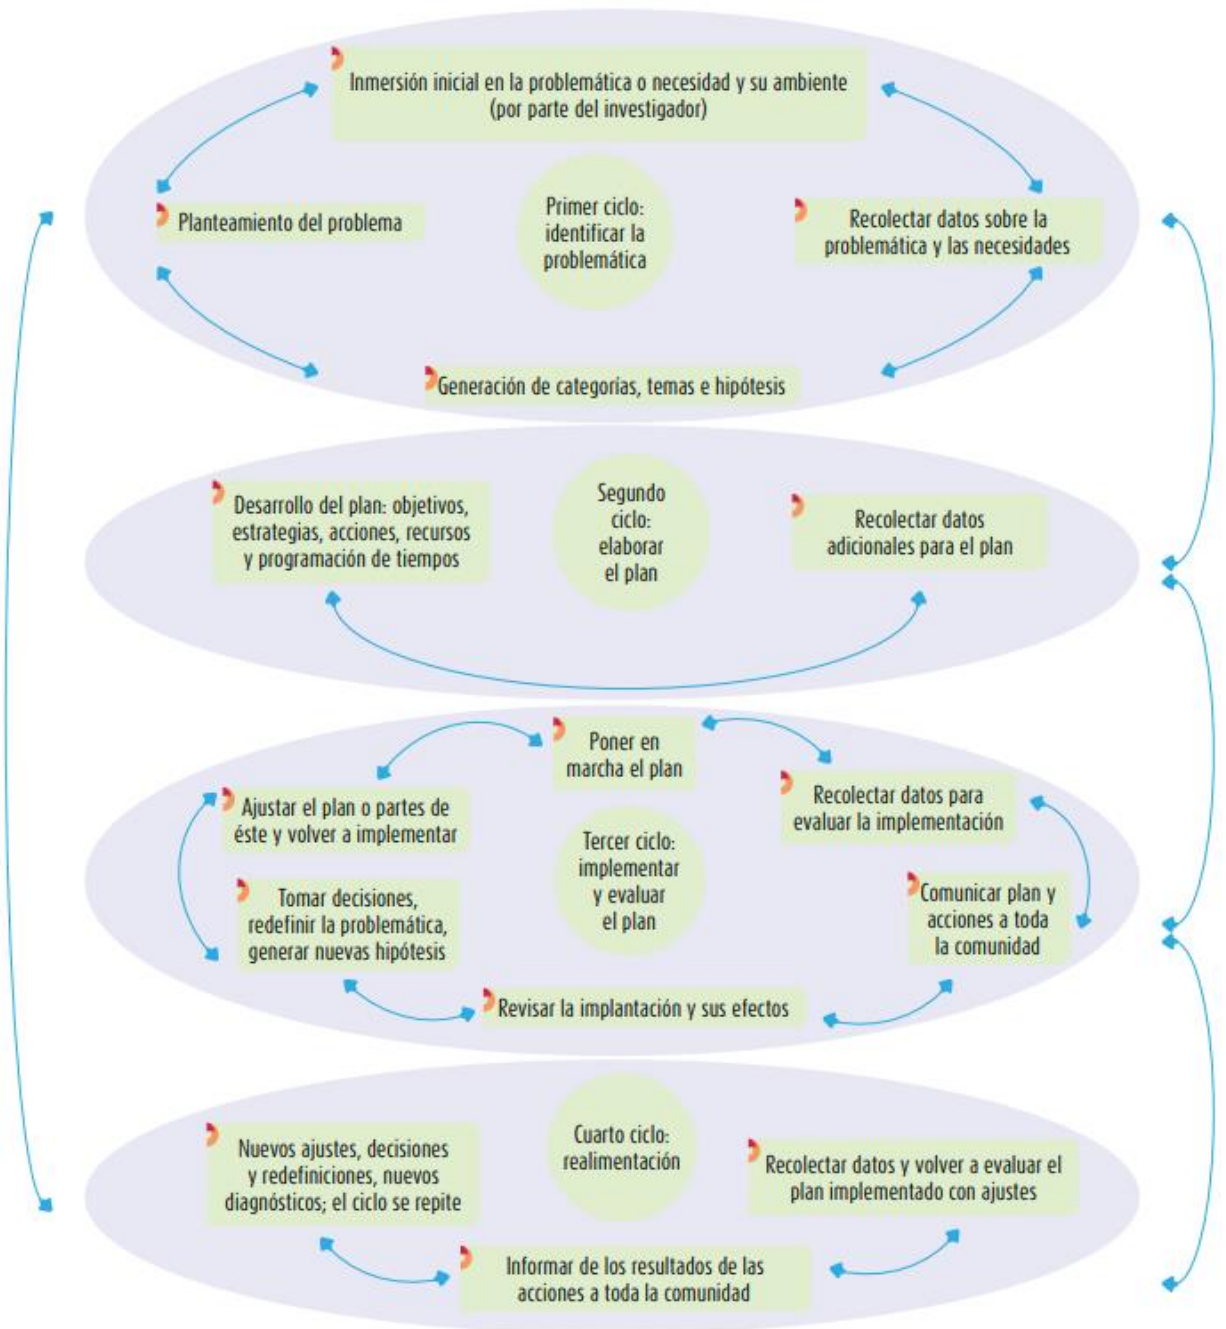 Inmersión inicial en la problemática o necesidad y su ambiente
(por parte del investigador)
Planteamiento del problema
Primer ciclo:
identificar la
problemática
Recolectar datos sobre la
problemática y las necesidades
Generación de categorías, temas e hipótesis
Desarrollo del plan: objetivos,
estrategias, acciones, recursos
y programación de tiempos
Segundo
ciclo:
elaborar
el plan
Recolectar datos
adicionales para el plan
Poner en
marcha el plan
Ajustar el plan o partes de
éste y volver a implementar
Recolectar datos para
evaluar la implementación
Tercer ciclo:
implementar
y evaluar
el plan
Tomar decisiones,
redefinir la problemática,
generar nuevas hipótesis
Comunicar plan y
acciones a toda
la comunidad
Revisar la implantación y sus efectos
Cuarto ciclo:
realimentación
Nuevos ajustes, decisiones
y redefiniciones, nuevos
diagnósticos; el ciclo se repite
Recolectar datos y volver a evaluar el
plan implementado con ajustes
Informar de los resultados de las
acciones a toda la comunidad